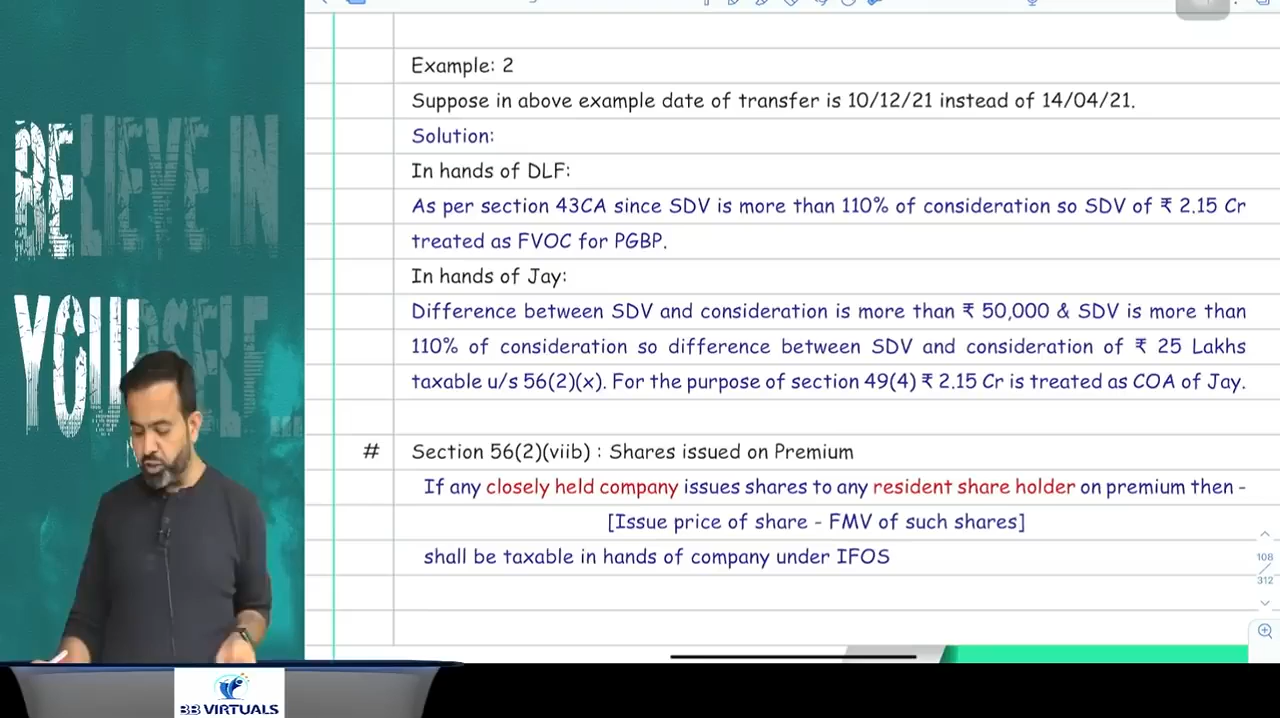 BELIEVE IN
YOURSELF...
Example: 2
Suppose in above example date of transfer is 10/12/21 instead of 14/04/21.
Solution:
In hands of DLF:
As per section 43CA since SDV is more than 110% of consideration so SDV of ₹ 2.15 Cr
treated as FVOC for PGBP.
In hands of Jay:
Difference between SDV and consideration is more than ₹ 50,000 & SDV is more than
110% of consideration so difference between SDV and consideration of ₹ 25 Lakhs
taxable u/s 56(2)(x). For the purpose of section 49(4) ₹ 2.15 Cr is treated as COA of Jay.
# Section 56(2)(viib) : Shares issued on Premium
If any closely held company issues shares to any resident share holder on premium then -
[Issue price of share - FMV of such shares]
shall be taxable in hands of company under IFOS
108
/
312
BB VIRTUALS